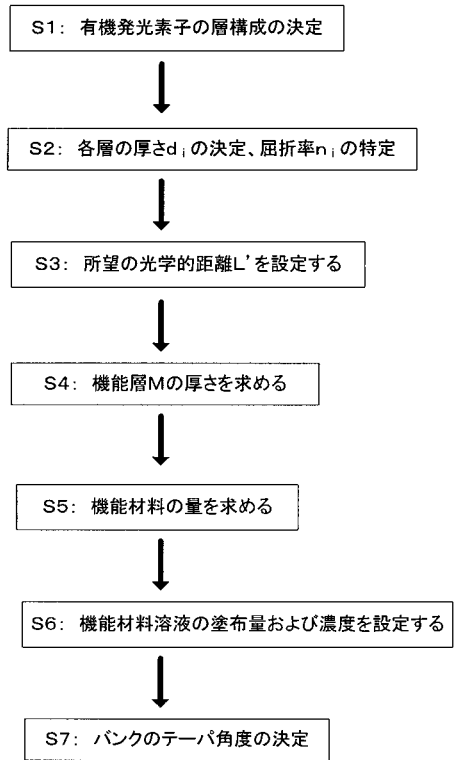 S1: 有機発光素子の層構成の決定
S2: 各層の厚さdiの決定、屈折率niの特定
S3: 所望の光学的距離L'を設定する
S4: 機能層Mの厚さを求める
S5: 機能材料の量を求める
S6: 機能材料溶液の塗布量および濃度を設定する
S7: バンクのテーパ角度の決定